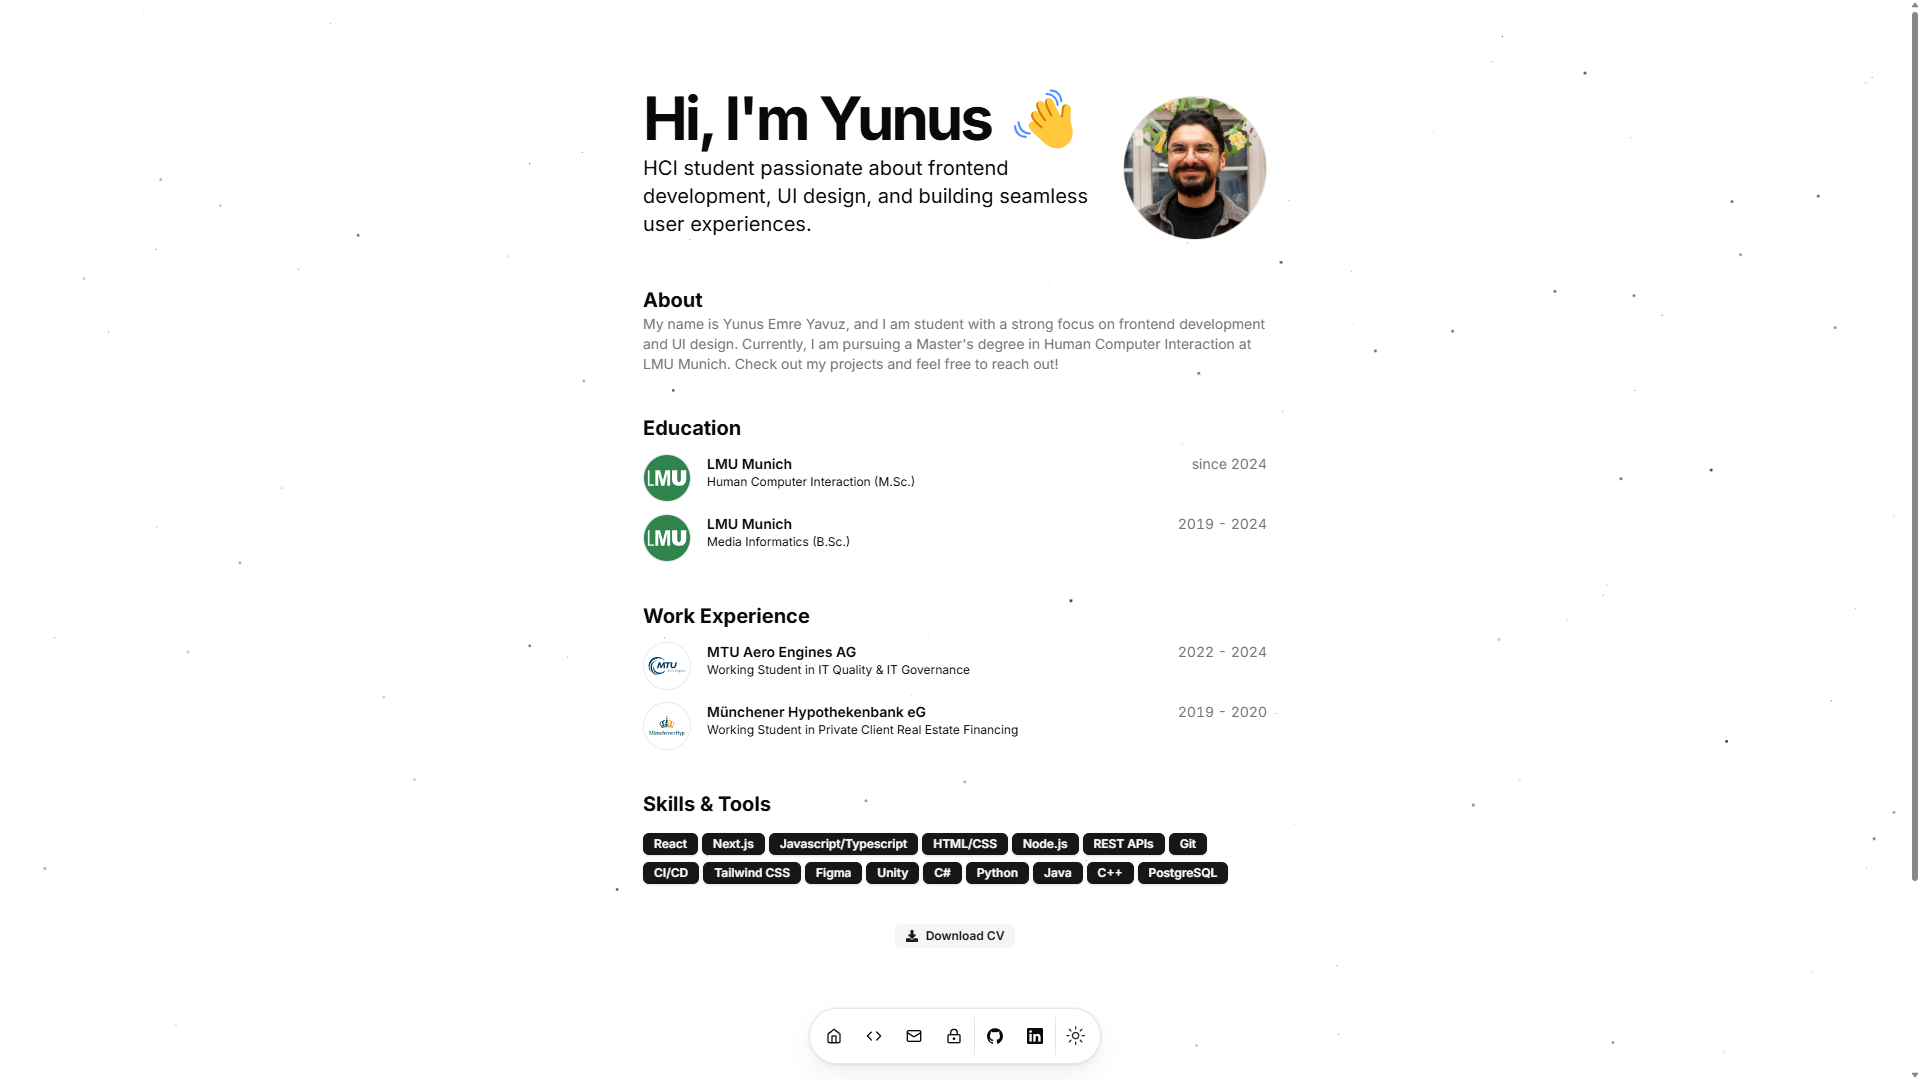 Hi, I'm Yunus
HCI student passionate about frontend
development, UI design, and building seamless
user experiences.
About
My name is Yunus Emre Yavuz, and I am student with a strong focus on frontend development
and UI design. Currently, I am pursuing a Master's degree in Human Computer Interaction at
LMU Munich. Check out my projects and feel free to reach out!
Education
LMU
LMU Munich
since 2024
Human Computer Interaction (M.Sc.)
LMU
LMU Munich
2019 - 2024
Media Informatics (B.Sc.)
Work Experience
MTU
MTU Aero Engines AG
2022 - 2024
Working Student in IT Quality & IT Governance
MünchenerHyp
Münchener Hypothekenbank eG
2019 - 2020
Working Student in Private Client Real Estate Financing
Skills & Tools
React Next.js Javascript/Typescript HTML/CSS Node.js REST APIs Git
CI/CD Tailwind CSS Figma Unity C# Python Java C++ PostgreSQL
Download CV
in